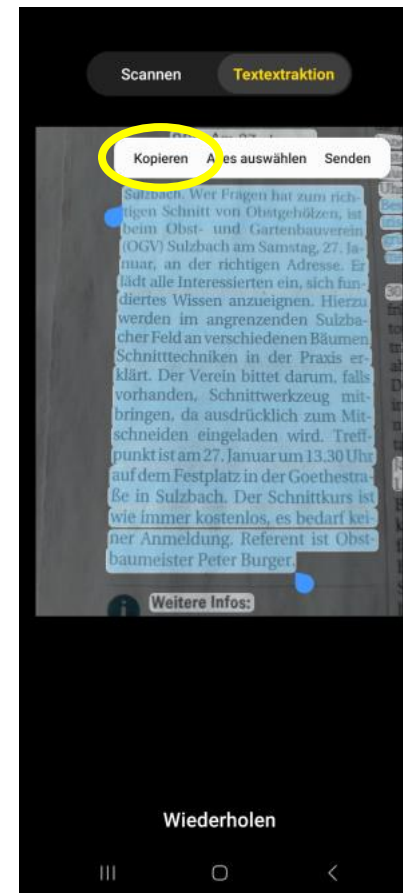 Scannen Textextraktion
Kopieren Alles auswählen Senden
Sulzbach. Wer Fragen hat zum rich-
tigen Schnitt von Obstgehölzen, ist
beim Obst- und Gartenbauverein
(OGV) Sulzbach am Samstag, 27. Ja-
nuar, an der richtigen Adresse. Er
lädt alle Interessierten ein, sich fun-
diertes Wissen anzueignen. Hierzu
werden im angrenzenden Sulzba-
cher Feld an verschiedenen Bäumen
Schnitttechniken in der Praxis er-
klärt. Der Verein bittet darum, falls
vorhanden, Schnittwerkzeug mit-
bringen, da ausdrücklich zum Mit-
schneiden eingeladen wird. Treff-
punkt ist am 27. Januar um 13.30 Uhr
auf dem Festplatz in der Goethestra-
ße in Sulzbach. Der Schnittkurs ist
wie immer kostenlos, es bedarf kei-
ner Anmeldung. Referent ist Obst-
baumeister Peter Burger.
Weitere Infos:
Wiederholen